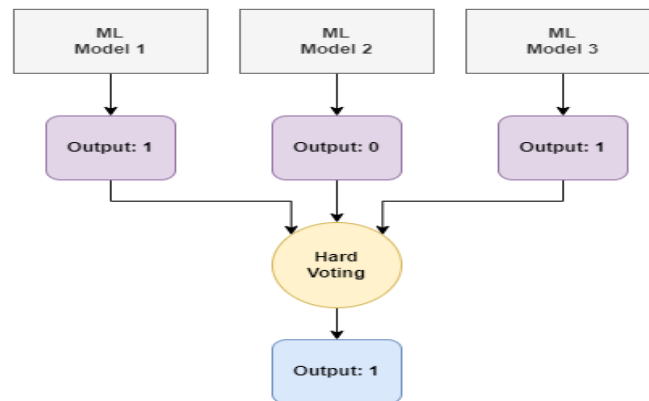 ML
Model 1
ML
Model 2
ML
Model 3
Output: 1
Output: 0
Output: 1
Hard
Voting
Output: 1